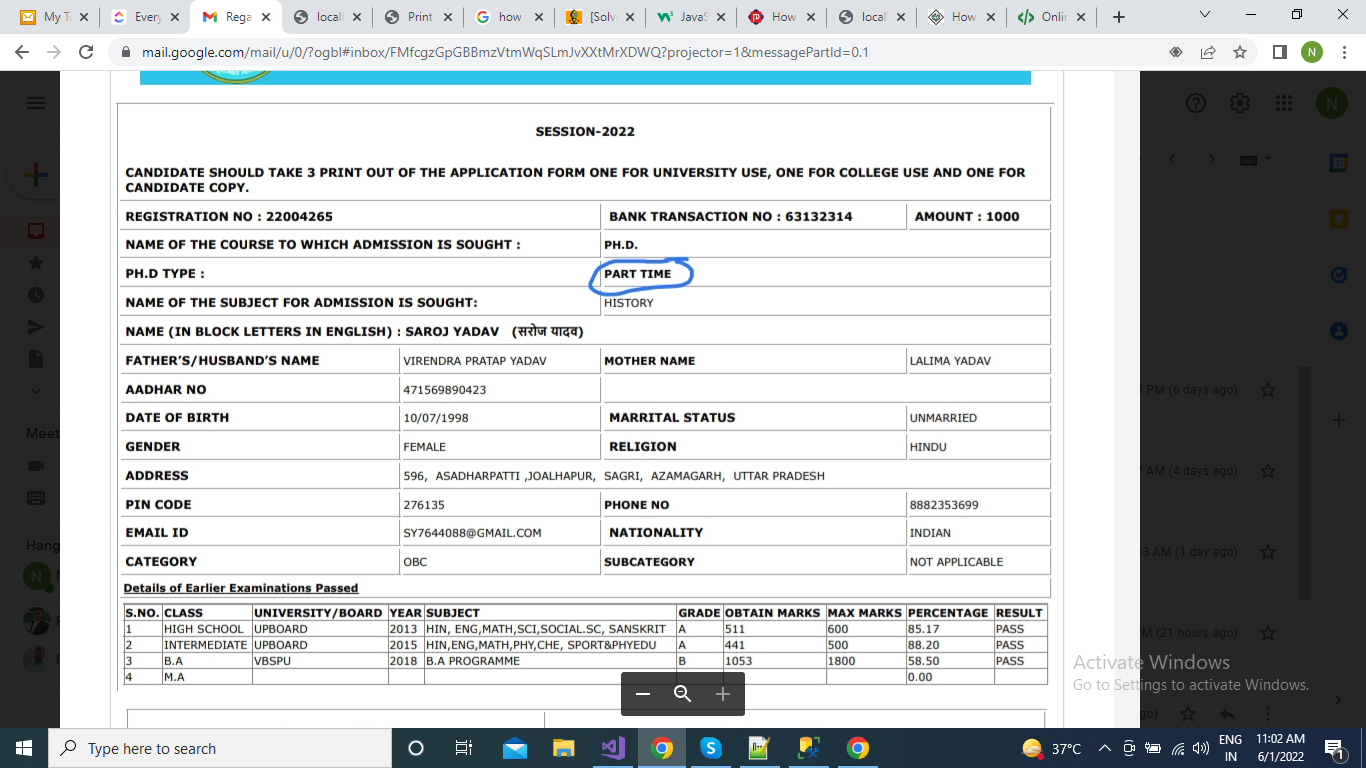 My Ti
Every
Rega
locall
Print
how
[Solv
JavaS
How
locall
How
Onlin
mail.google.com/mail/u/0/?ogbl#inbox/FMfcgzGpGBBmzVtmWqSLmJvXXtMrXDWQ?projector=1&messagePartId=0.1
N
N
SESSION-2022
CANDIDATE SHOULD TAKE 3 PRINT OUT OF THE APPLICATION FORM ONE FOR UNIVERSITY USE, ONE FOR COLLEGE USE AND ONE FOR
CANDIDATE COPY.
REGISTRATION NO : 22004265 BANK TRANSACTION NO : 63132314 AMOUNT : 1000
NAME OF THE COURSE TO WHICH ADMISSION IS SOUGHT : PH.D.
PH.D TYPE : PART TIME
NAME OF THE SUBJECT FOR ADMISSION IS SOUGHT: HISTORY
NAME (IN BLOCK LETTERS IN ENGLISH) : SAROJ YADAV (सरोज यादव)
FATHER'S/HUSBAND'S NAME VIRENDRA PRATAP YADAV MOTHER NAME LALIMA YADAV
AADHAR NO 471569890423
PM (6 days ago)
DATE OF BIRTH 10/07/1998 MARRITAL STATUS UNMARRIED
Meet
GENDER FEMALE RELIGION HINDU
ADDRESS 596, ASADHARPATTI ,JOALHAPUR, SAGRI, AZAMAGARH, UTTAR PRADESH
AM (4 days ago)
PIN CODE 276135 PHONE NO 8882353699
EMAIL ID SY7644088@GMAIL.COM NATIONALITY INDIAN
Hang
AM (1 day ago)
CATEGORY OBC SUBCATEGORY NOT APPLICABLE
N
Details of Earlier Examinations Passed
S.NO. CLASS UNIVERSITY/BOARD YEAR SUBJECT GRADE OBTAIN MARKS MAX MARKS PERCENTAGE RESULT
1 HIGH SCHOOL UPBOARD 2013 HIN, ENG,MATH,SCI,SOCIAL.SC, SANSKRIT A 511 600 85.17 PASS
(21 hours ago)
2 INTERMEDIATE UPBOARD 2015 HIN,ENG,MATH,PHY,CHE, SPORT&PHYEDU A 441 500 88.20 PASS
3 B.A VBSPU 2018 B.A PROGRAMME B 1053 1800 58.50 PASS
4 M.A 0.00
Activate Windows
Go to Settings to activate Windows.
Type here to search
37°C
ENG
IN
11:02 AM
6/1/2022
1